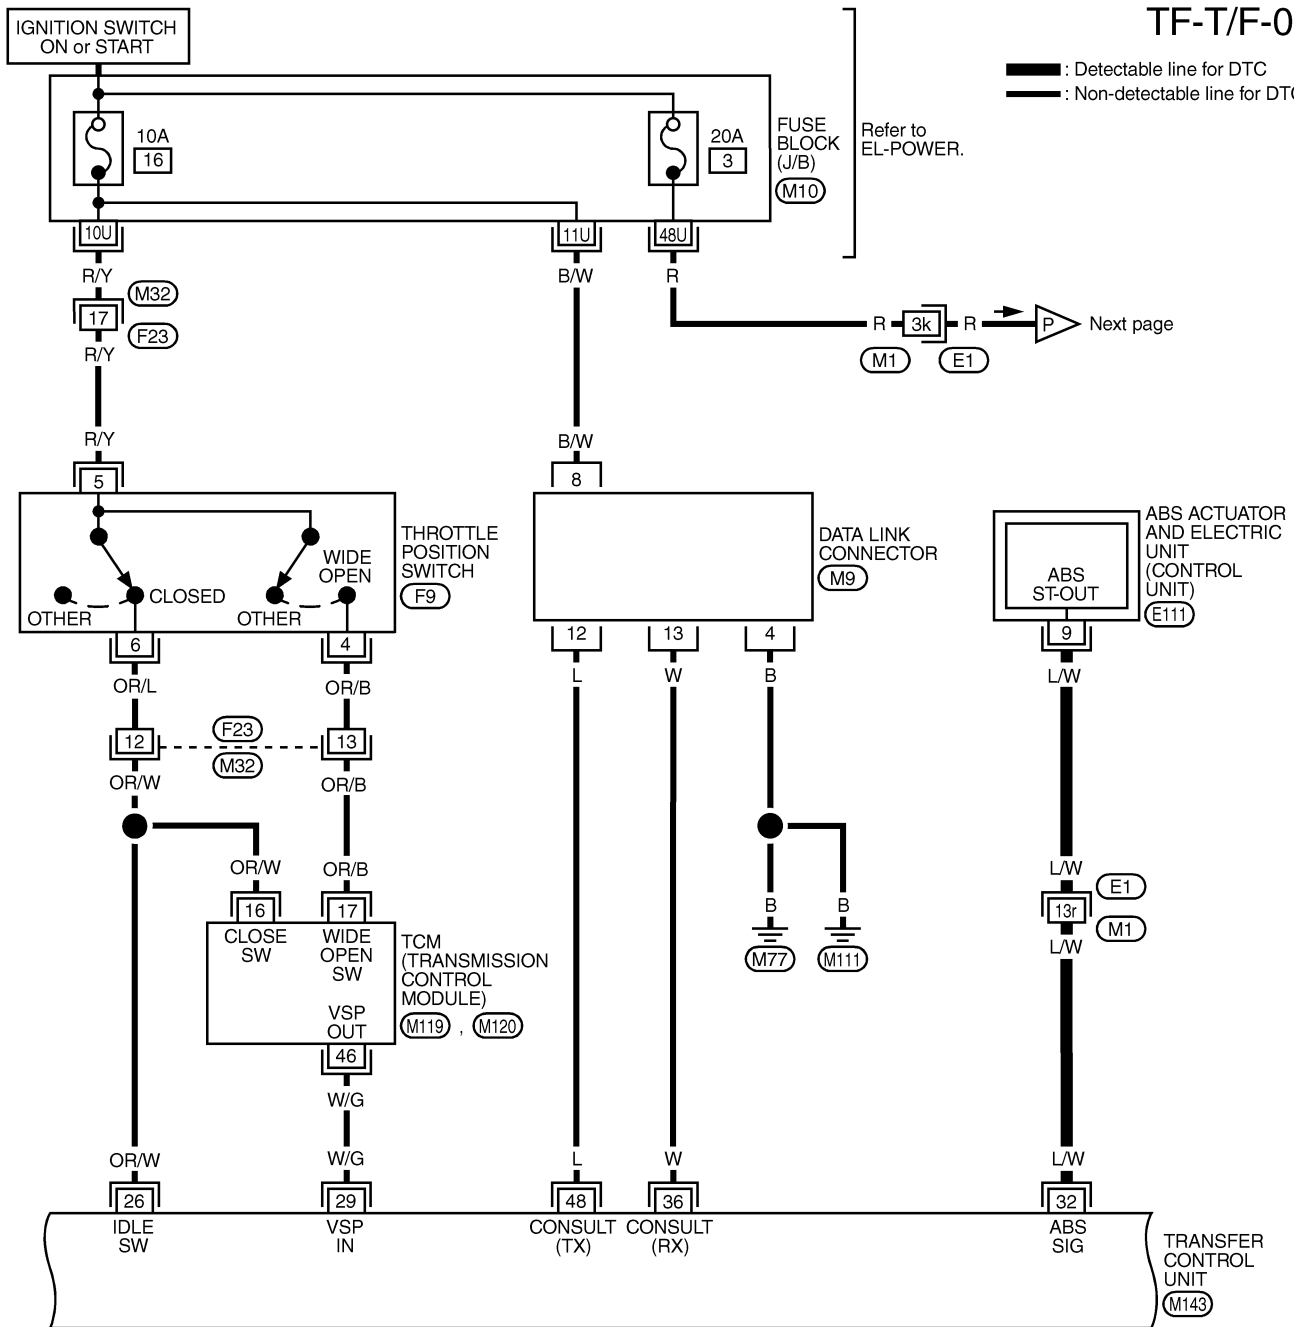 TF-T/F-0
IGNITION SWITCH
ON or START
: Detectable line for DTC
: Non-detectable line for DTC
10A
16
20A
3
FUSE
BLOCK
(J/B)
M10
Refer to
EL-POWER.
10U
11U
48U
R/Y
B/W
R
M32
17
F23
R/Y
R
3k
R
P
Next page
M1
E1
R/Y
B/W
5
8
WIDE
OPEN
CLOSED
OTHER
OTHER
THROTTLE
POSITION
SWITCH
F9
DATA LINK
CONNECTOR
M9
ABS
ST-OUT
ABS ACTUATOR
AND ELECTRIC
UNIT
(CONTROL
UNIT)
E111
6
4
12
13
4
9
OR/L
OR/B
L
W
B
L/W
12
F23
M32
13
OR/W
OR/B
OR/W
OR/B
L/W
16
17
B
B
13r
E1
M1
L/W
CLOSE
SW
WIDE
OPEN
SW
VSP
OUT
TCM
(TRANSMISSION
CONTROL
MODULE)
M119 , M120
M77
M111
46
W/G
OR/W
W/G
L
W
L/W
26
29
48
36
32
IDLE
SW
VSP
IN
CONSULT
(TX)
CONSULT
(RX)
ABS
SIG
TRANSFER
CONTROL
UNIT
M143